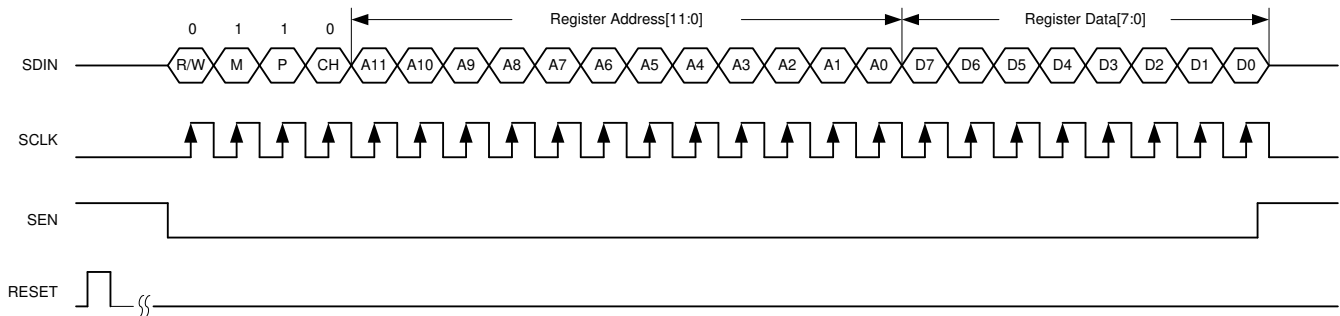 Register Address[11:0] Register Data[7:0]
0 1 1 0
SDIN R/W M P CH A11 A10 A9 A8 A7 A6 A5 A4 A3 A2 A1 A0 D7 D6 D5 D4 D3 D2 D1 D0
SCLK
SEN
RESET